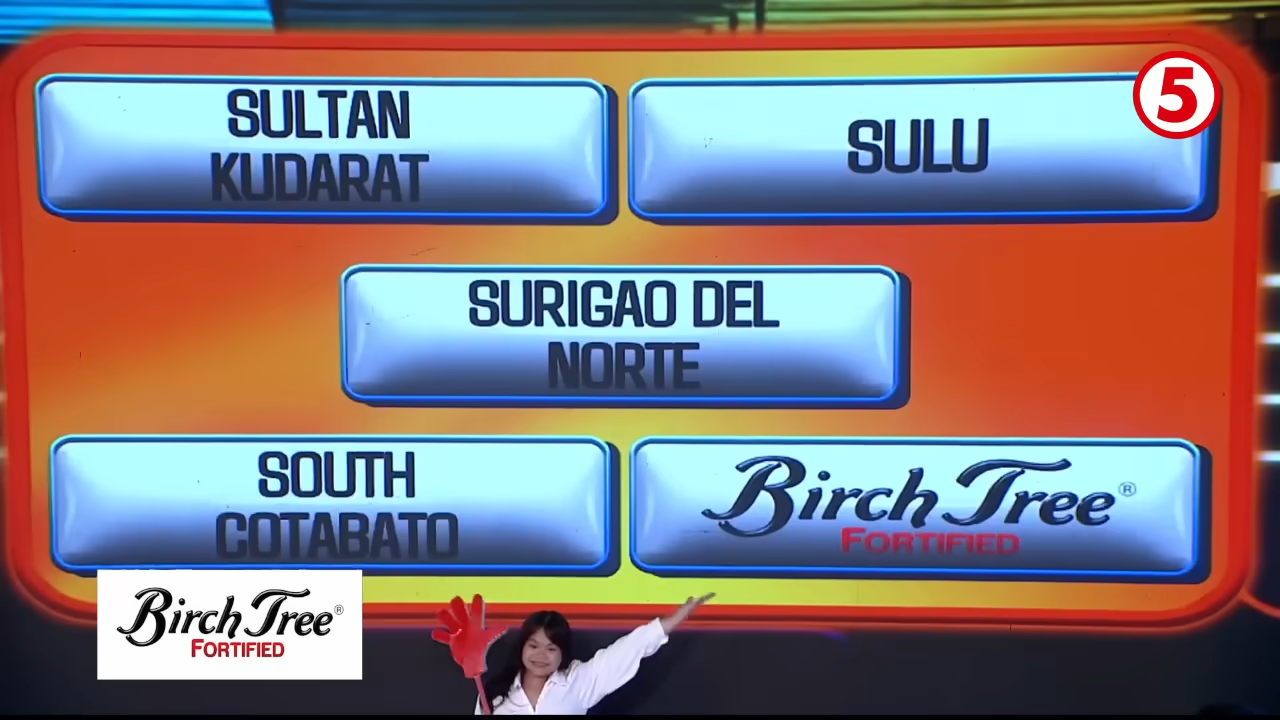 SULTAN
KUDARAT
SULU
5
SURIGAO DEL
NORTE
SOUTH
COTABATO
Birch Tree®
FORTIFIED
Birch Tree®
FORTIFIED